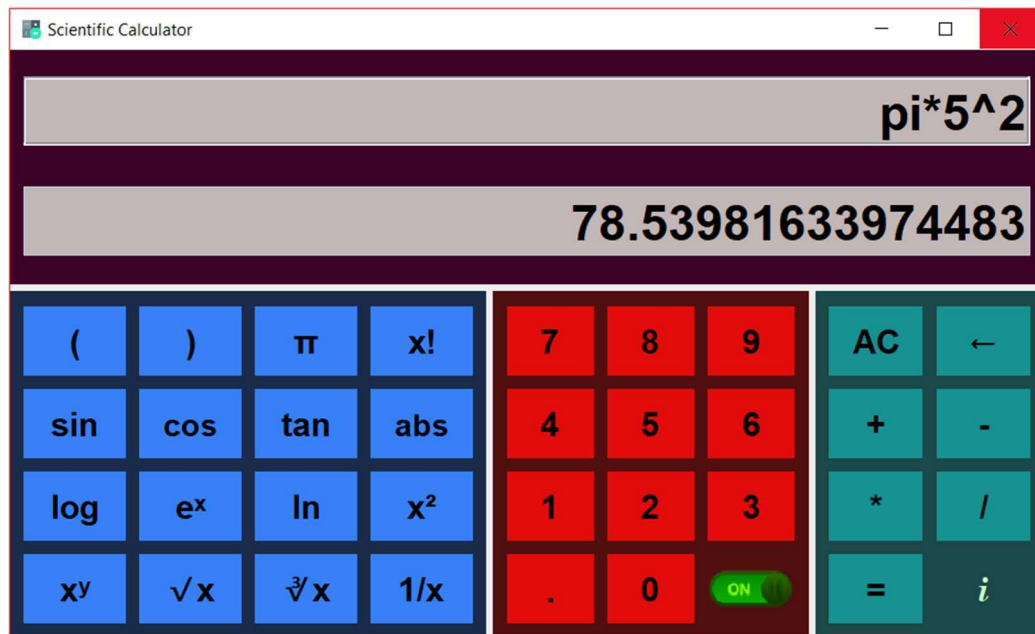 Scientific Calculator
pi*5^2
78.53981633974483
( ) π x! 7 8 9 AC ←
sin cos tan abs 4 5 6 + -
log eˣ ln x² 1 2 3 * /
xʸ √x ∛x 1/x . 0 ON = i